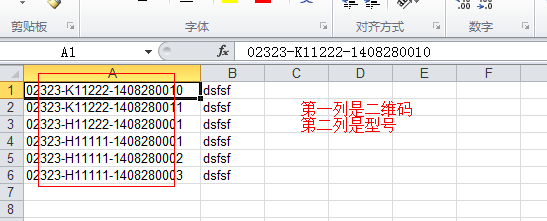 剪贴板 字体 对齐方式 数字
A1 fx 02323-K11222-1408280010
A B C D E F G
1 02323-K11222-1408280010 dsfsf
2 02323-K11222-1408280011 dsfsf 第一列是二维码
3 02323-H11222-1408280001 dsfsf 第二列是型号
4 02323-H11111-1408280001 dsfsf
5 02323-H11111-1408280002 dsfsf
6 02323-H11111-1408280003 dsfsf
7
8